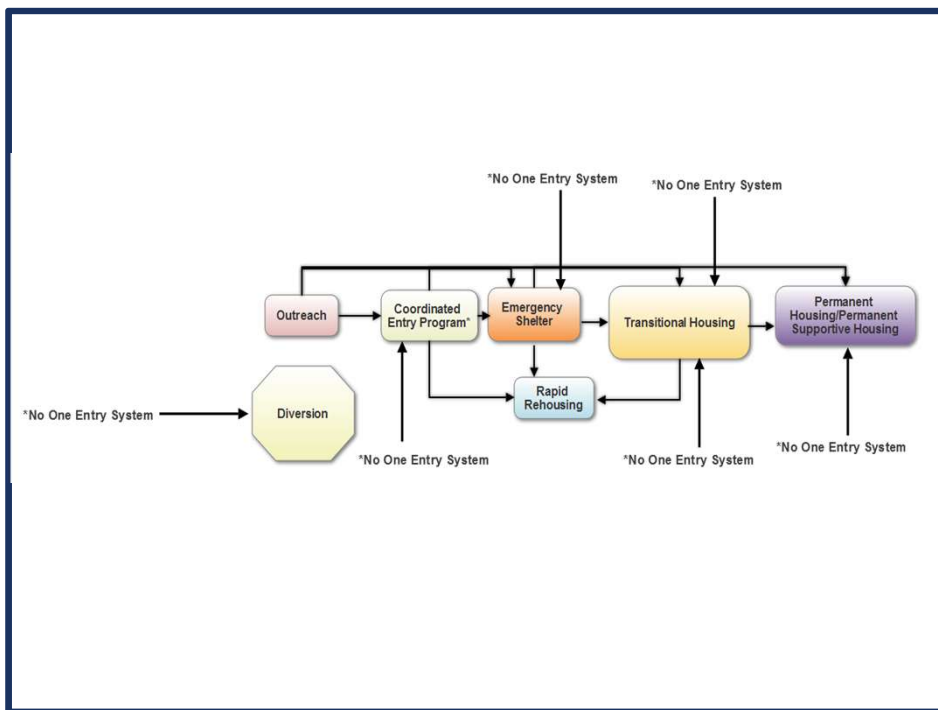 *No One Entry System
*No One Entry System
Outreach
Coordinated
Entry Program*
Emergency
Shelter
Transitional Housing
Permanent
Housing/Permanent
Supportive Housing
Rapid
Rehousing
*No One Entry System
Diversion
*No One Entry System
*No One Entry System
*No One Entry System